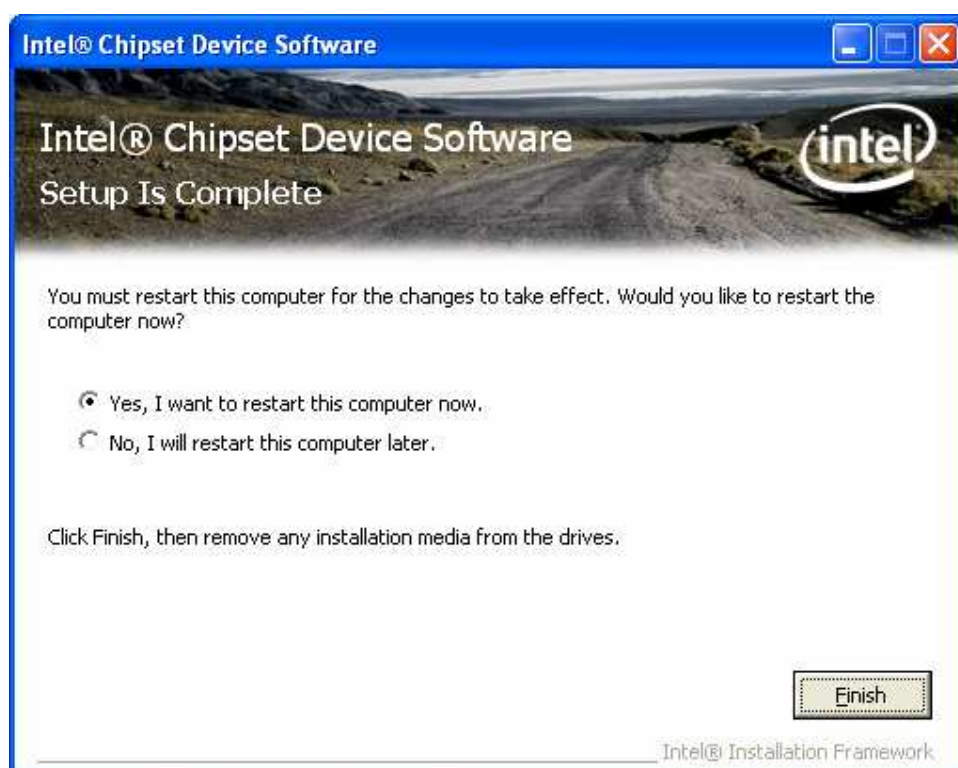 Intel® Chipset Device Software
Intel® Chipset Device Software
intel
Setup Is Complete
You must restart this computer for the changes to take effect. Would you like to restart the
computer now?
Yes, I want to restart this computer now.
No, I will restart this computer later.
Click Finish, then remove any installation media from the drives.
Finish
Intel® Installation Framework